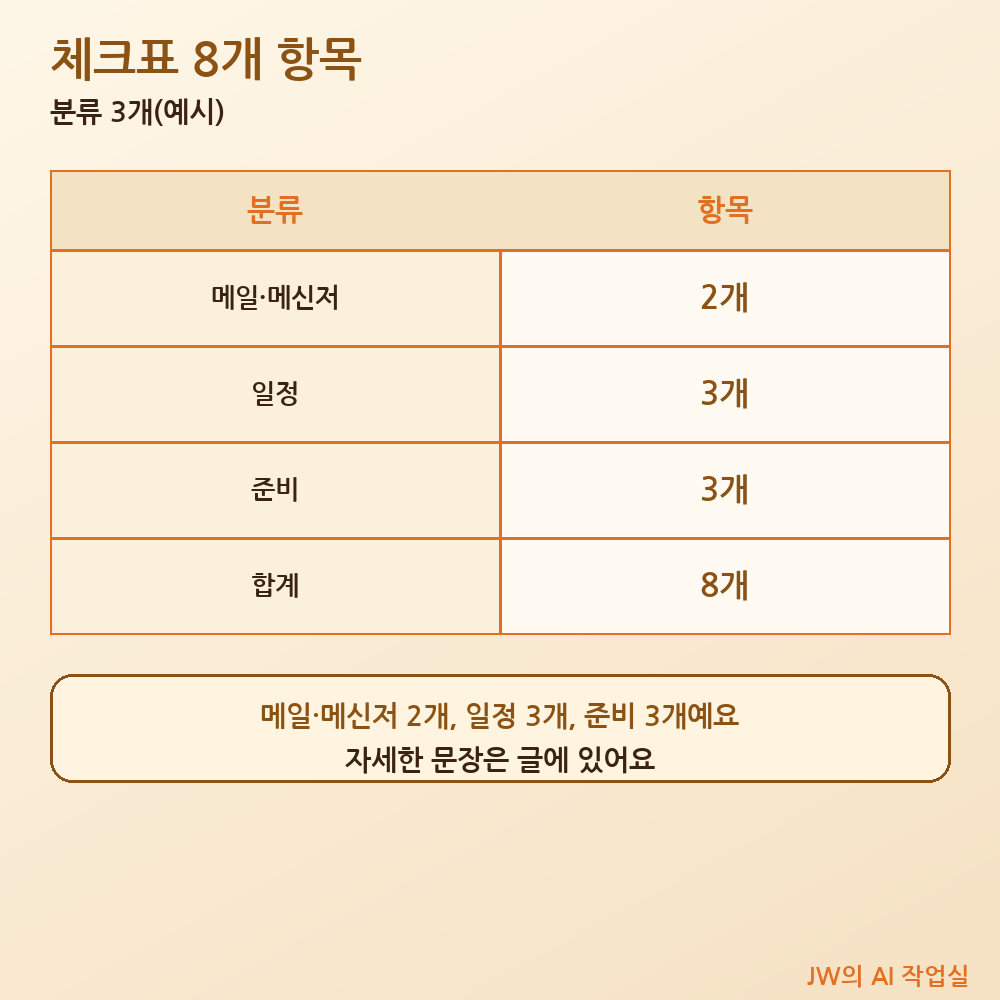 체크표 8개 항목
분류 3개(예시)
분류 항목
메일·메신저 2개
일정 3개
준비 3개
합계 8개
메일·메신저 2개, 일정 3개, 준비 3개예요
자세한 문장은 글에 있어요
JW의 AI 작업실